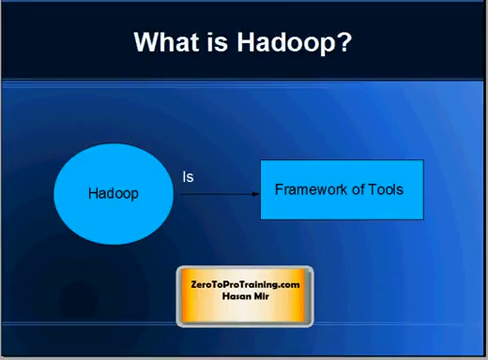 What is Hadoop?
Is
Hadoop
Framework of Tools
ZeroToProTraining.com
Hasan Mir